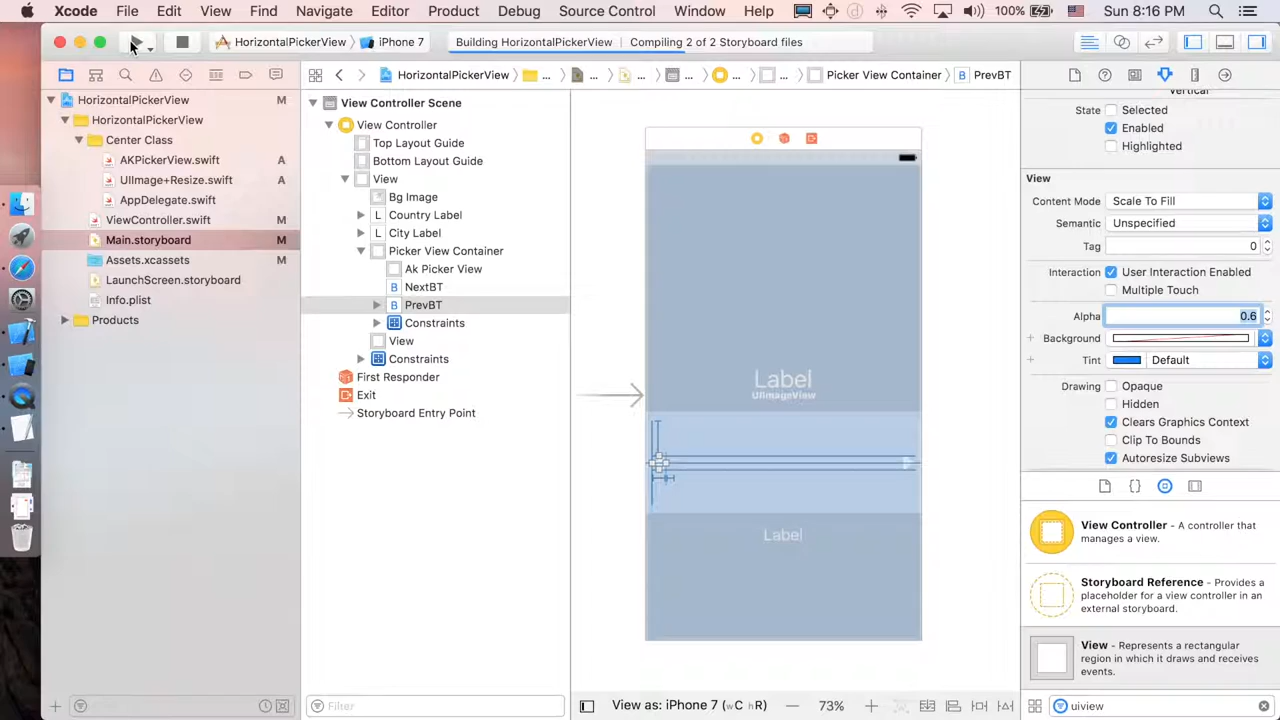 Xcode File Edit View Find Navigate Editor Product Debug Source Control Window Help 100% Sun 8:16 PM
HorizontalPickerView iPhone 7 Building HorizontalPickerView | Compiling 2 of 2 Storyboard files
HorizontalPickerView ... ... ... ... ... ... Picker View Container PrevBT
HorizontalPickerView M
HorizontalPickerView
Center Class
AKPickerView.swift A
UIImage+Resize.swift A
AppDelegate.swift
ViewController.swift M
Main.storyboard M
Assets.xcassets M
LaunchScreen.storyboard
Info.plist
Products
View Controller Scene
View Controller
Top Layout Guide
Bottom Layout Guide
View
Bg Image
L Country Label
L City Label
Picker View Container
Ak Picker View
B NextBT
B PrevBT
Constraints
View
Constraints
First Responder
Exit
Storyboard Entry Point
Filter
Label
UIImageView
Label
View as: iPhone 7 (wC hR) — 73% +
Vertical
State Selected
Enabled
Highlighted
View
Content Mode Scale To Fill
Semantic Unspecified
Tag 0
Interaction User Interaction Enabled
Multiple Touch
Alpha 0.6
+ Background
+ Tint Default
Drawing Opaque
Hidden
Clears Graphics Context
Clip To Bounds
Autoresize Subviews
{}
View Controller - A controller that
manages a view.
Storyboard Reference - Provides a
placeholder for a view controller in an
external storyboard.
View - Represents a rectangular
region in which it draws and receives
events.
uiview